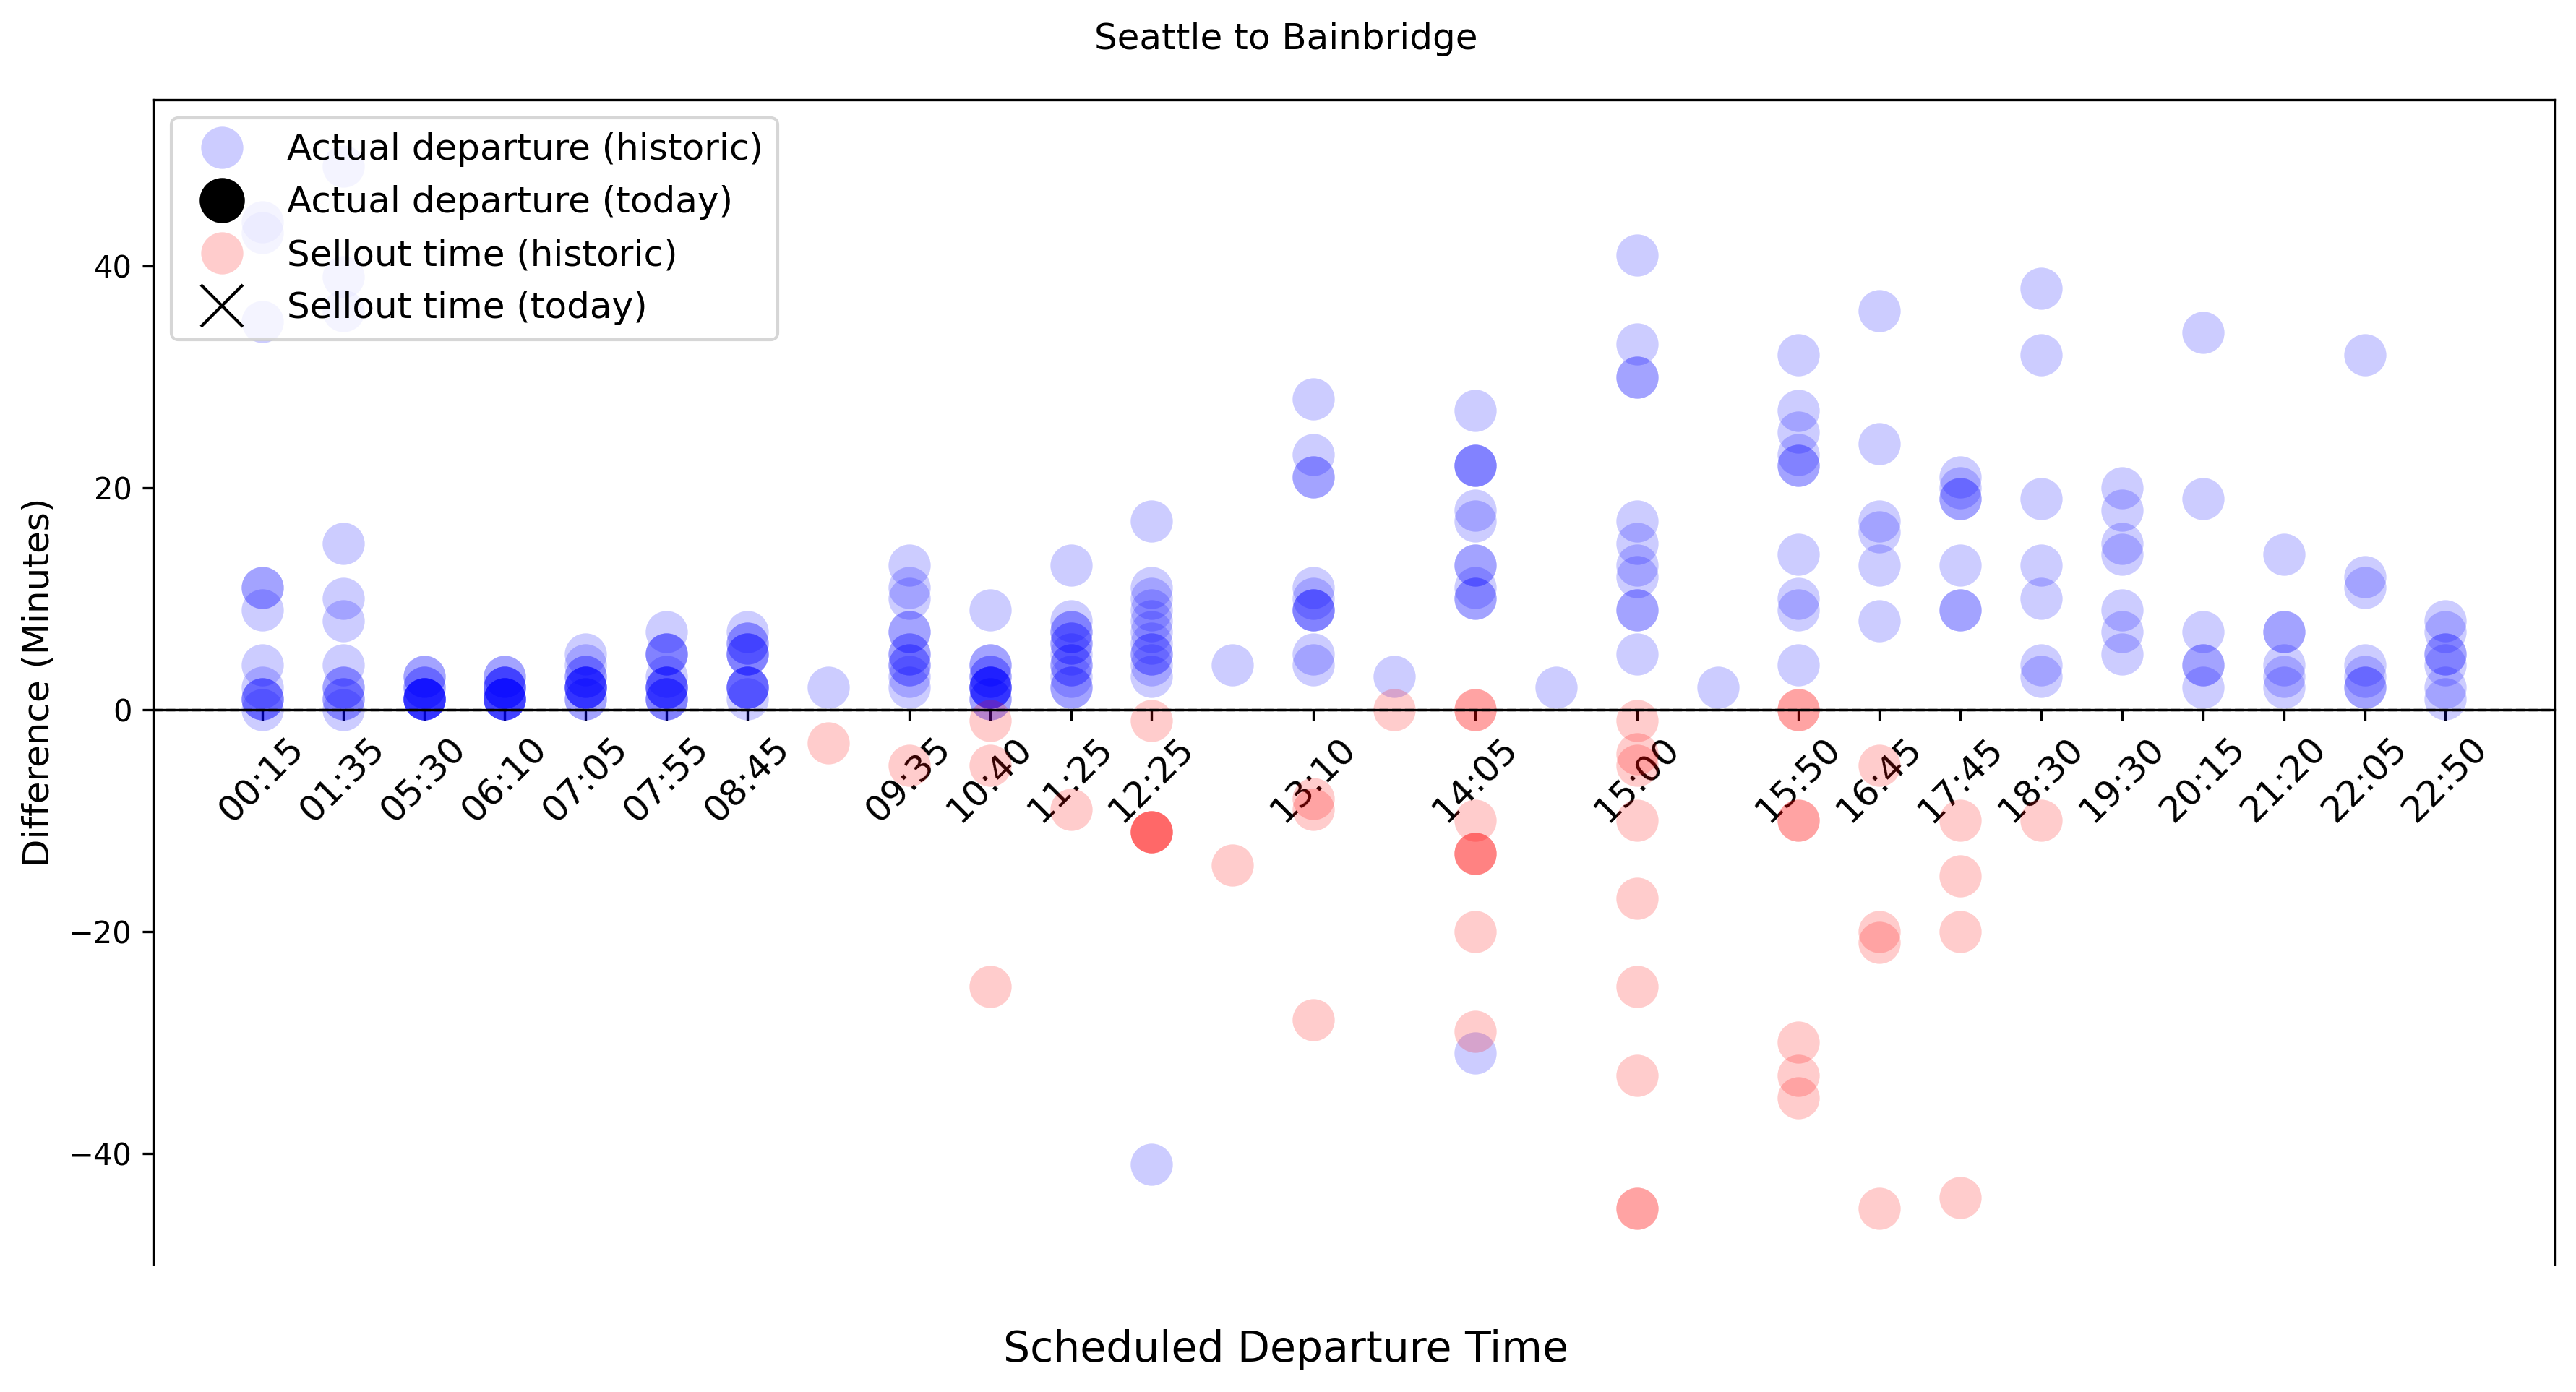 Seattle to Bainbridge
Actual departure (historic)
Actual departure (today)
Sellout time (historic)
Sellout time (today)
Difference (Minutes)
40
20
0
−20
−40
00:15 01:35 05:30 06:10 07:05 07:55 08:45 09:35 10:40 11:25 12:25 13:10 14:05 15:00 15:50 16:45 17:45 18:30 19:30 20:15 21:20 22:05 22:50
Scheduled Departure Time